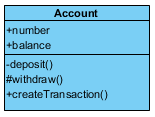 Account
+number
+balance
-deposit()
#withdraw()
+createTransaction()